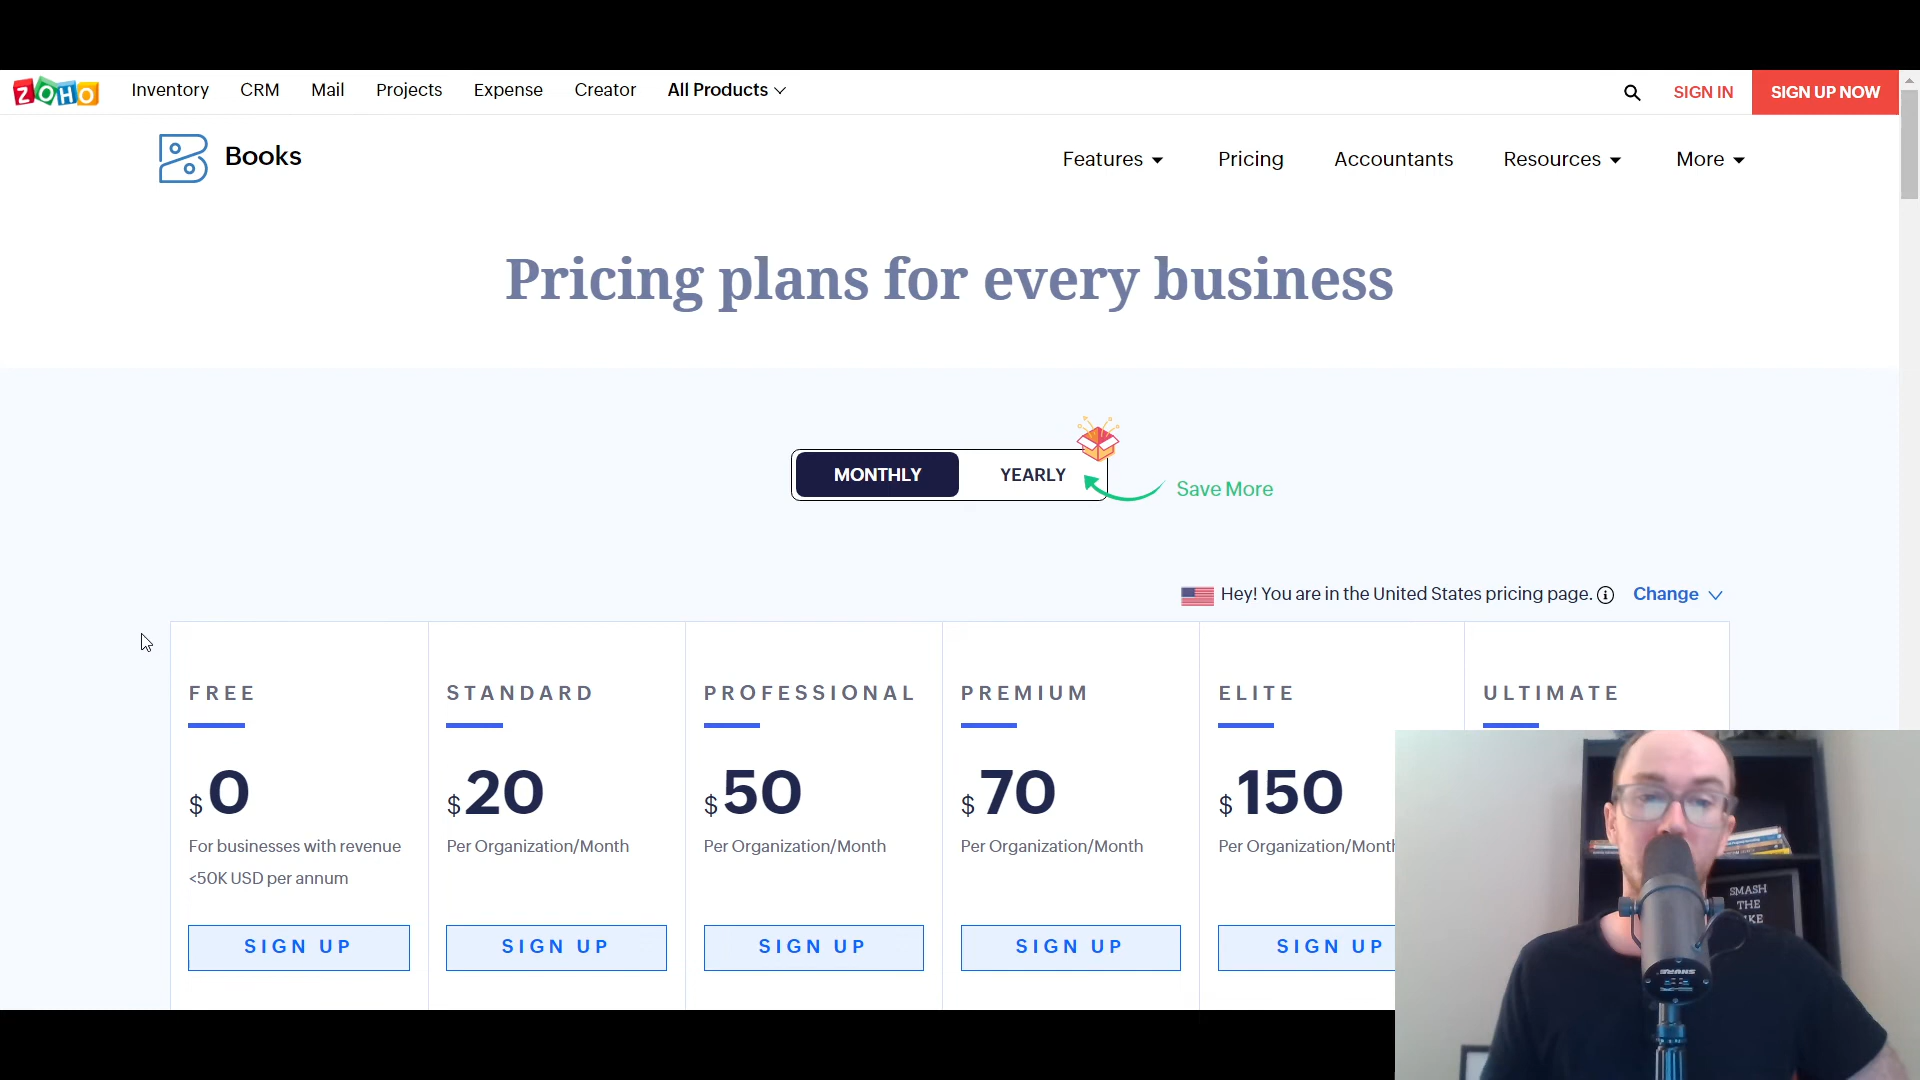 ZOHO Inventory CRM Mail Projects Expense Creator All Products SIGN IN SIGN UP NOW
Books Features Pricing Accountants Resources More
Pricing plans for every business
MONTHLY YEARLY Save More
Hey! You are in the United States pricing page. Change
FREE STANDARD PROFESSIONAL PREMIUM ELITE ULTIMATE
$0 $20 $50 $70 $150
For businesses with revenue Per Organization/Month Per Organization/Month Per Organization/Month Per Organization/Month
<50K USD per annum
SIGN UP SIGN UP SIGN UP SIGN UP SIGN UP
SMASH
THE
SHURE